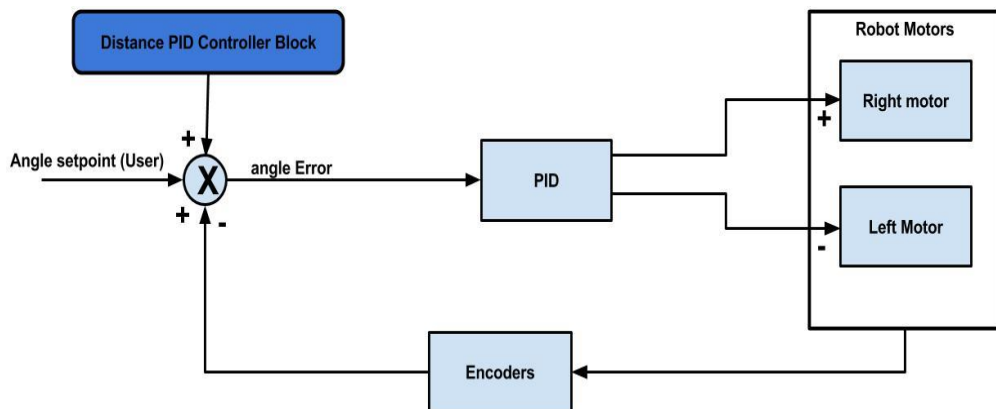 Distance PID Controller Block
Robot Motors
Right motor
+
+
Angle setpoint (User)
X
angle Error
PID
+
-
Left Motor
-
Encoders